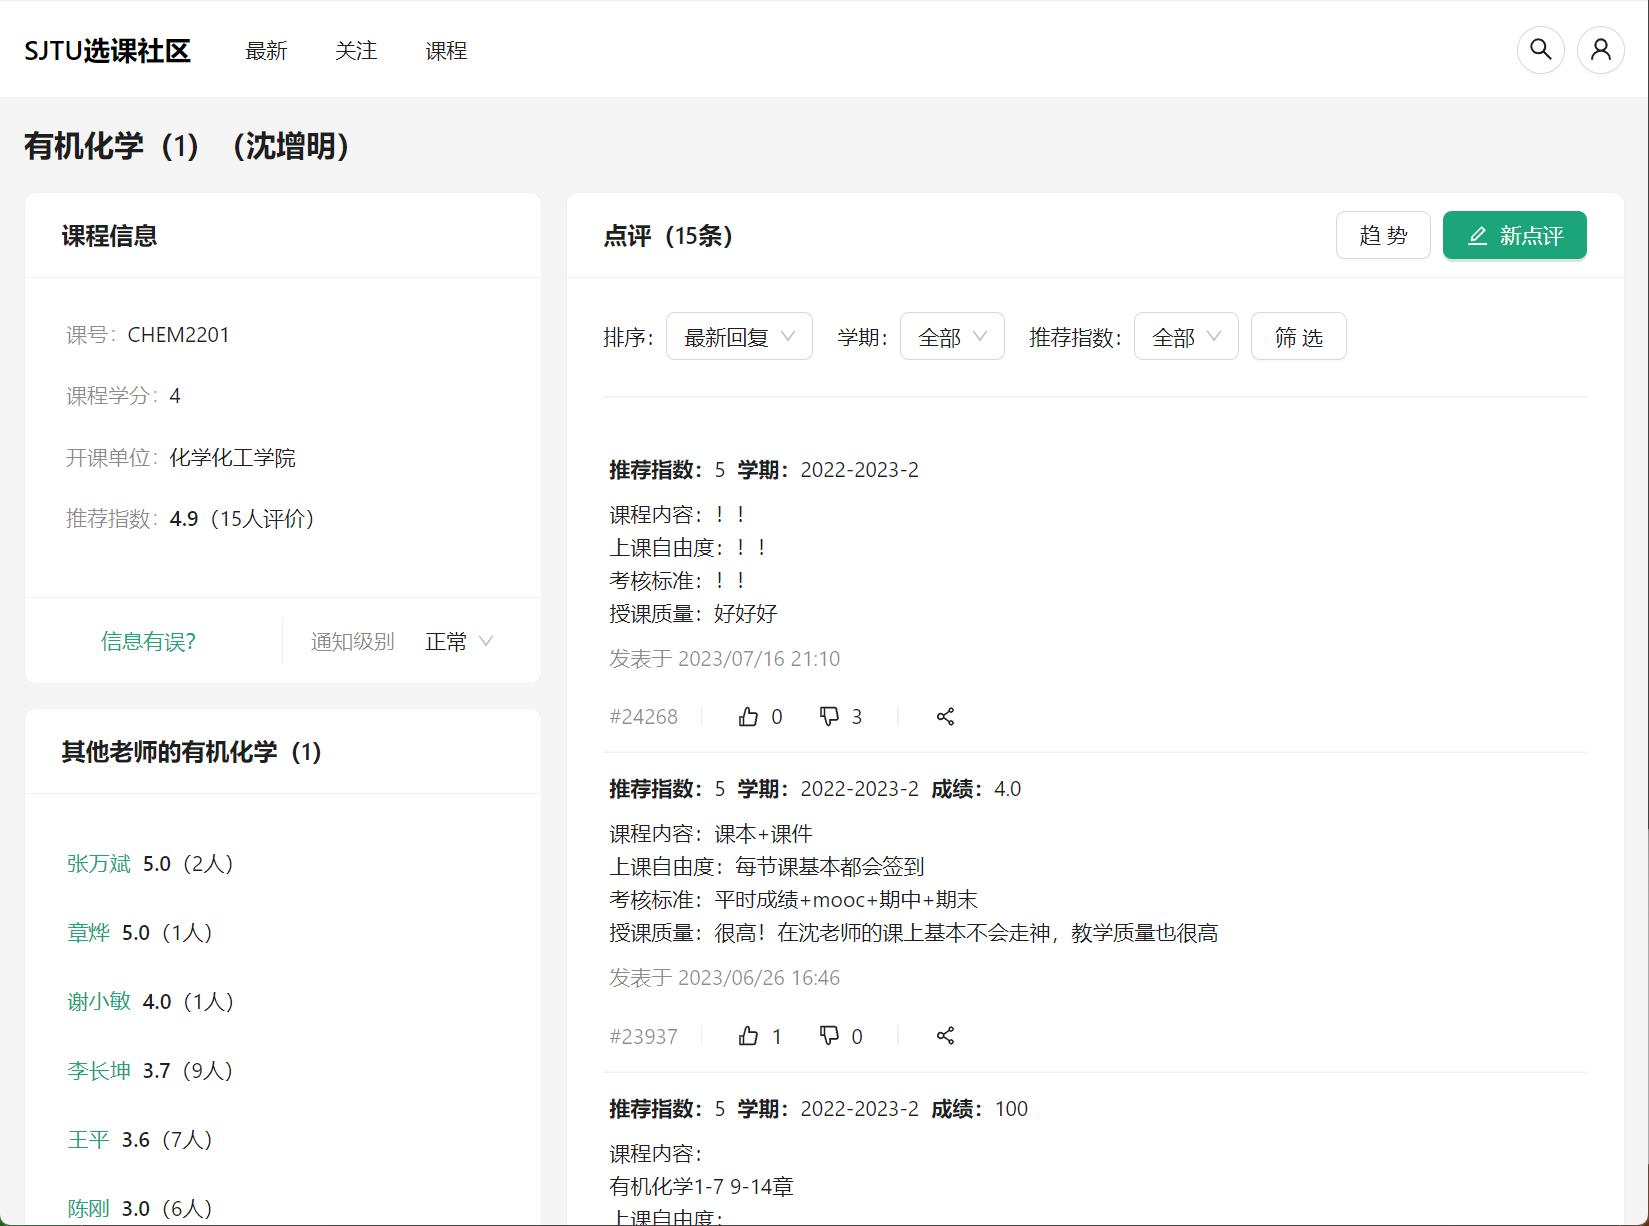 SJTU选课社区 最新 关注 课程
有机化学（1）（沈增明）
课程信息
课号：CHEM2201
课程学分：4
开课单位：化学化工学院
推荐指数：4.9（15人评价）
信息有误? 通知级别 正常
其他老师的有机化学（1）
张万斌 5.0（2人）
章烨 5.0（1人）
谢小敏 4.0（1人）
李长坤 3.7（9人）
王平 3.6（7人）
陈刚 3.0（6人）
点评（15条） 趋 势 新点评
排序： 最新回复 学期： 全部 推荐指数： 全部 筛 选
推荐指数：5 学期：2022-2023-2
课程内容：！！
上课自由度：！！
考核标准：！！
授课质量：好好好
发表于 2023/07/16 21:10
#24268 0 3
推荐指数：5 学期：2022-2023-2 成绩：4.0
课程内容：课本+课件
上课自由度：每节课基本都会签到
考核标准：平时成绩+mooc+期中+期末
授课质量：很高！在沈老师的课上基本不会走神，教学质量也很高
发表于 2023/06/26 16:46
#23937 1 0
推荐指数：5 学期：2022-2023-2 成绩：100
课程内容：
有机化学1-7 9-14章
上课自由度：